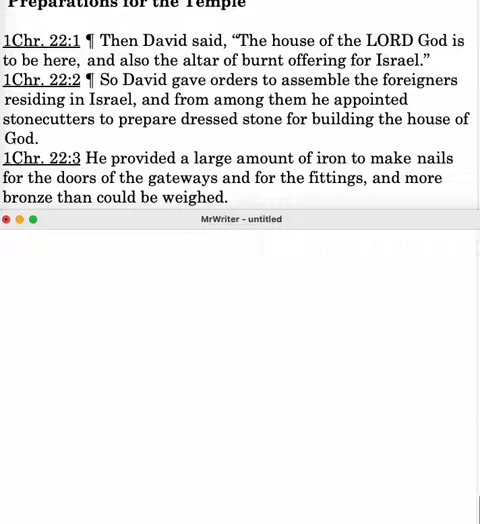 Preparations for the Temple
1Chr. 22:1 ¶ Then David said, “The house of the LORD God is
to be here, and also the altar of burnt offering for Israel.”
1Chr. 22:2 ¶ So David gave orders to assemble the foreigners
residing in Israel, and from among them he appointed
stonecutters to prepare dressed stone for building the house of
God.
1Chr. 22:3 He provided a large amount of iron to make nails
for the doors of the gateways and for the fittings, and more
bronze than could be weighed.
MrWriter - untitled